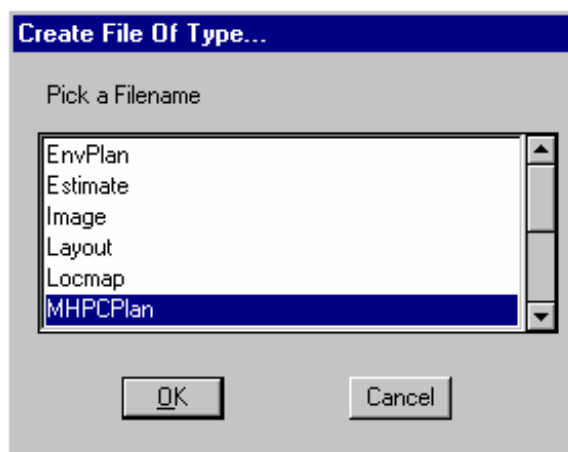 Create File Of Type...
Pick a Filename
EnvPlan
Estimate
Image
Layout
Locmap
MHPCPlan
OK
Cancel